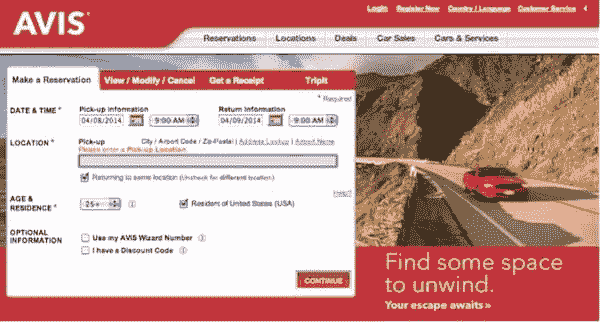 Login Register Now Country / Language Customer Service
AVIS
Reservations Locations Deals Car Sales Cars & Services
Make a Reservation View / Modify / Cancel Get a Receipt TripIt
* Required
DATE & TIME * Pick-up Information Return Information
04/08/2014 9:00 AM 04/09/2014 9:00 AM
LOCATION * Pick-up City / Airport Code / Zip-Postal | Address Lookup | Airport Name
Please enter a Pick-up Location.
Returning to same location (Uncheck for different location)
AGE & RESIDENCE * 25+ Resident of United States (USA)
OPTIONAL INFORMATION Use my AVIS Wizard Number
I have a Discount Code
CONTINUE
Find some space
to unwind.
Your escape awaits »